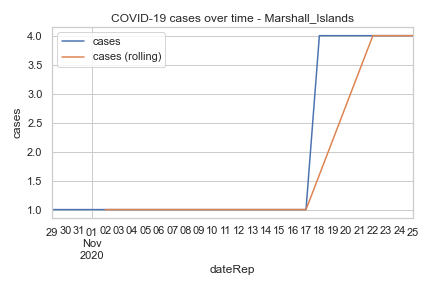 COVID-19 cases over time - Marshall_Islands
cases
cases (rolling)
4.0
3.5
3.0
2.5
2.0
1.5
1.0
cases
29 30 31 01 02 03 04 05 06 07 08 09 10 11 12 13 14 15 16 17 18 19 20 21 22 23 24 25
Nov
2020
dateRep